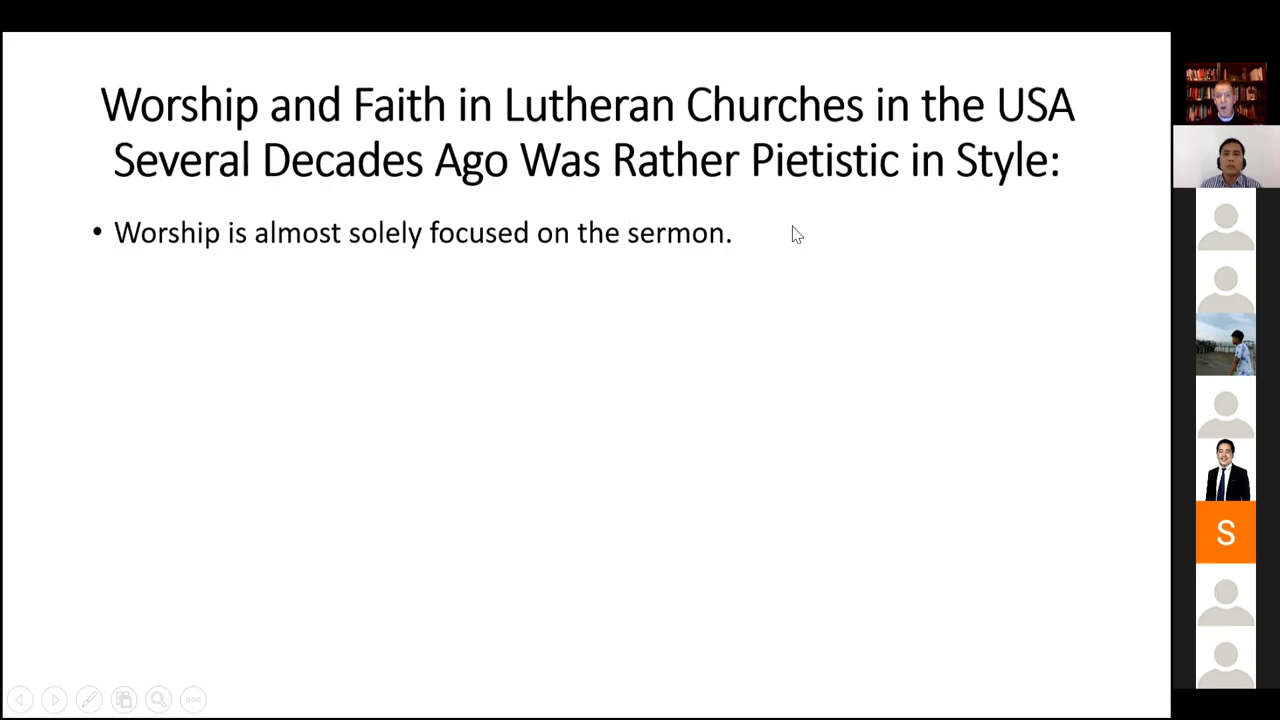 Worship and Faith in Lutheran Churches in the USA
Several Decades Ago Was Rather Pietistic in Style:
• Worship is almost solely focused on the sermon.
S